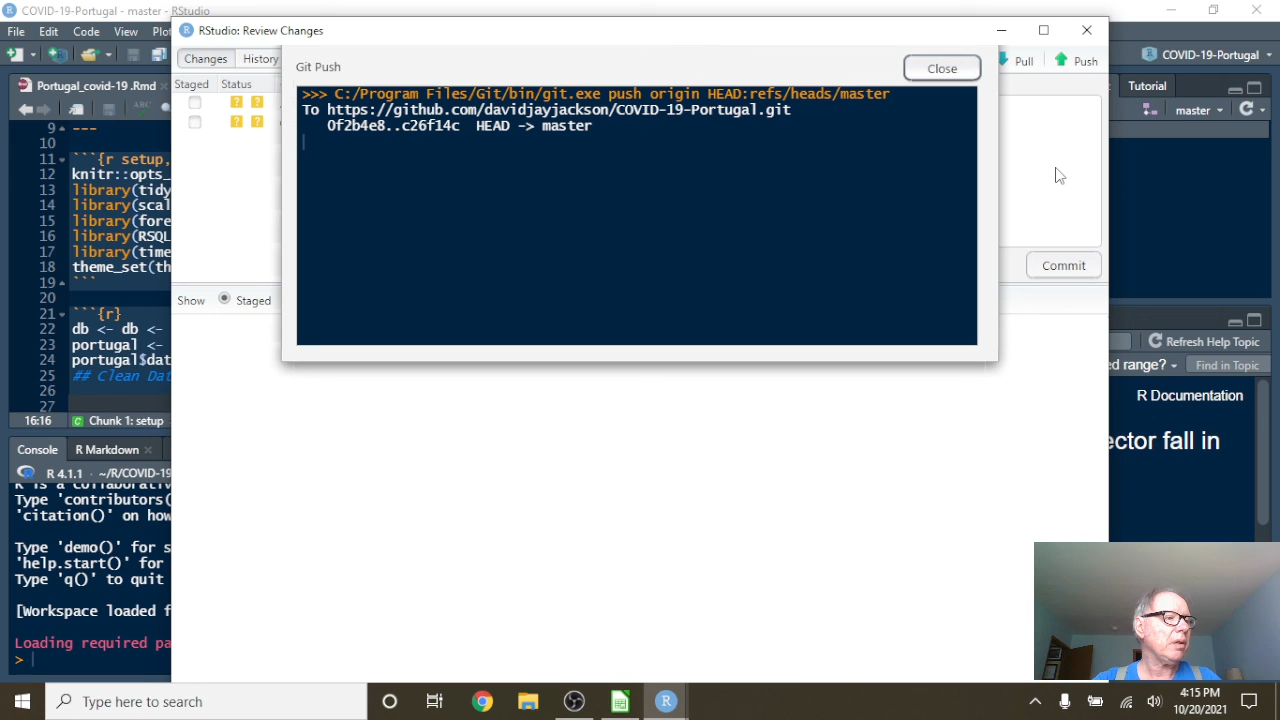 COVID-19-Portugal - master - RStudio
File Edit Code View Plot
RStudio: Review Changes
Changes History
Pull Push
COVID-19-Portugal
Git Push
Close
Staged Status
>>> C:/Program Files/Git/bin/git.exe push origin HEAD:refs/heads/master
To https://github.com/davidjayjackson/COVID-19-Portugal.git
0f2b4e8..c26f14c HEAD -> master
Commit
Show Staged
Portugal_covid-19 .Rmd
ABC
9 ---
10
11 ```{r setup,
12 knitr::opts_
13 library(tidy
14 library(scal
15 library(fore
16 library(RSQL
17 library(time
18 theme_set(th
19 ```
20
21 ```{r}
22 db <- db <-
23 portugal <-
24 portugal$dat
25 ## Clean Dat
26
27
16:16 Chunk 1: setup
Console R Markdown
R 4.1.1 · ~/R/COVID-19
R is a collaborativ
Type 'contributors(
'citation()' on how
Type 'demo()' for s
'help.start()' for
Type 'q()' to quit
[Workspace loaded f
Loading required pa
>
Tutorial
master
Refresh Help Topic
ed range? Find in Topic
R Documentation
ector fall in
Type here to search
4:15 PM
10/20/2021